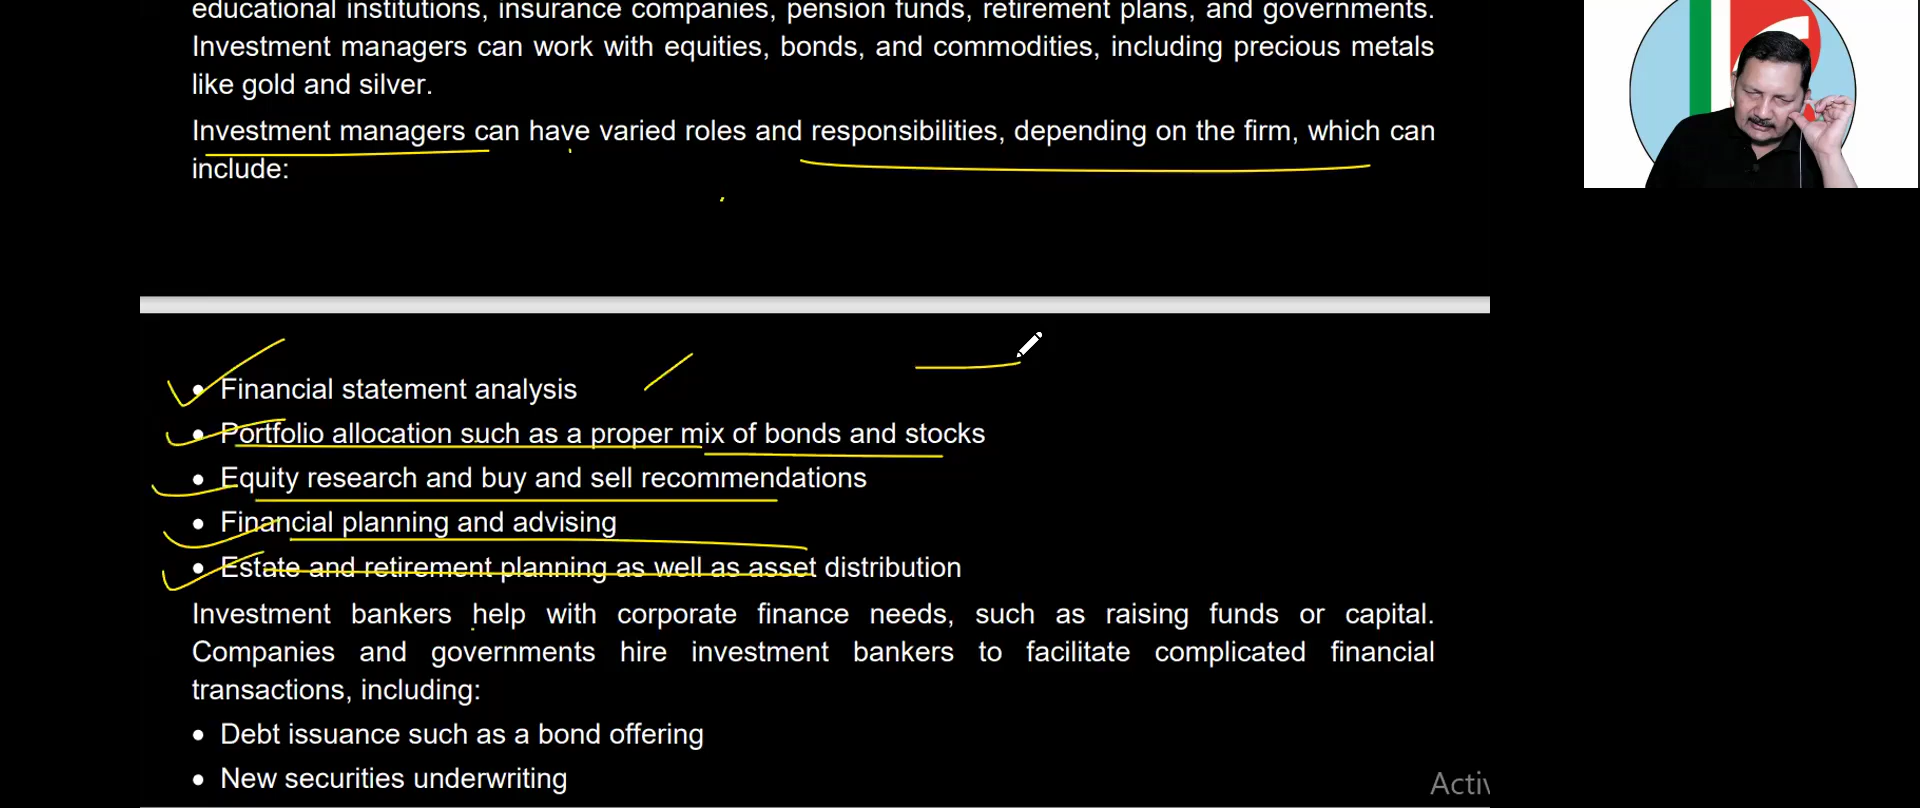 educational institutions, insurance companies, pension funds, retirement plans, and governments.
Investment managers can work with equities, bonds, and commodities, including precious metals
like gold and silver.
Investment managers can have varied roles and responsibilities, depending on the firm, which can
include:
• Financial statement analysis
• Portfolio allocation such as a proper mix of bonds and stocks
• Equity research and buy and sell recommendations
• Financial planning and advising
• Estate and retirement planning as well as asset distribution
Investment bankers help with corporate finance needs, such as raising funds or capital.
Companies and governments hire investment bankers to facilitate complicated financial
transactions, including:
• Debt issuance such as a bond offering
• New securities underwriting